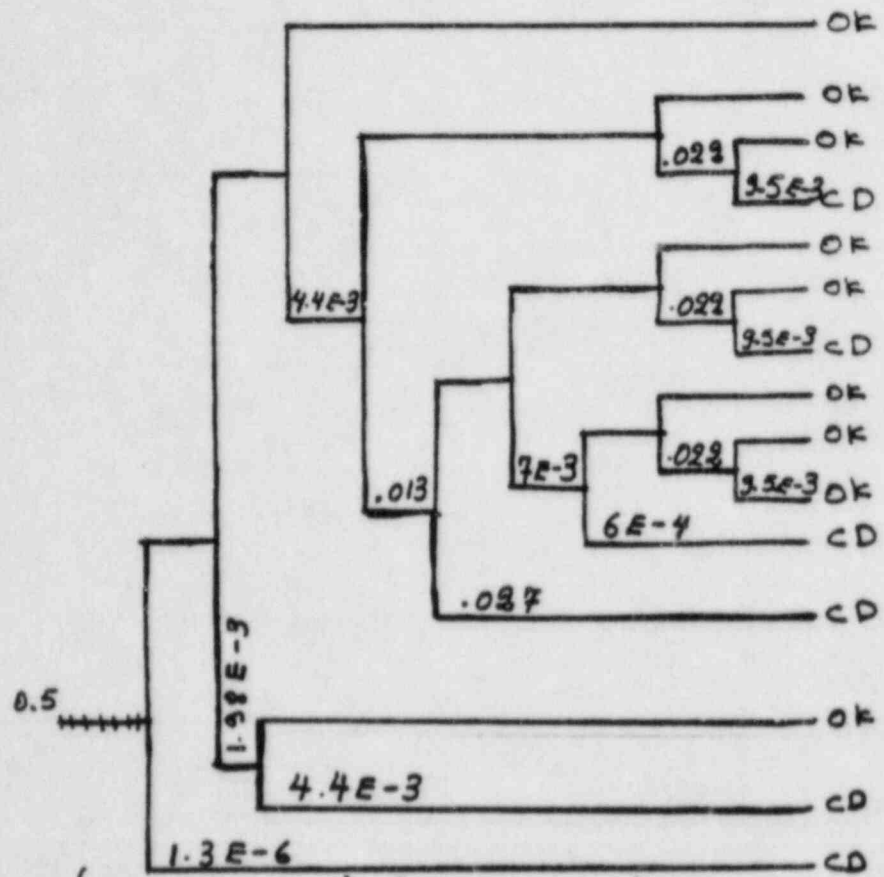 OK
OK
OK
.022
9.5E-3 CD
OK
4.4E-3
OK
.022
9.5E-3 CD
OK
OK
.013
7E-3
.022
9.5E-3 OK
6E-4
CD
.027
CD
1.98E-3
0.5
OK
4.4E-3
CD
1.3E-6
CD